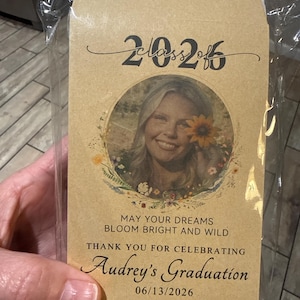 2026
class of
MAY YOUR DREAMS
BLOOM BRIGHT AND WILD
THANK YOU FOR CELEBRATING
Audrey's Graduation
06/13/2026